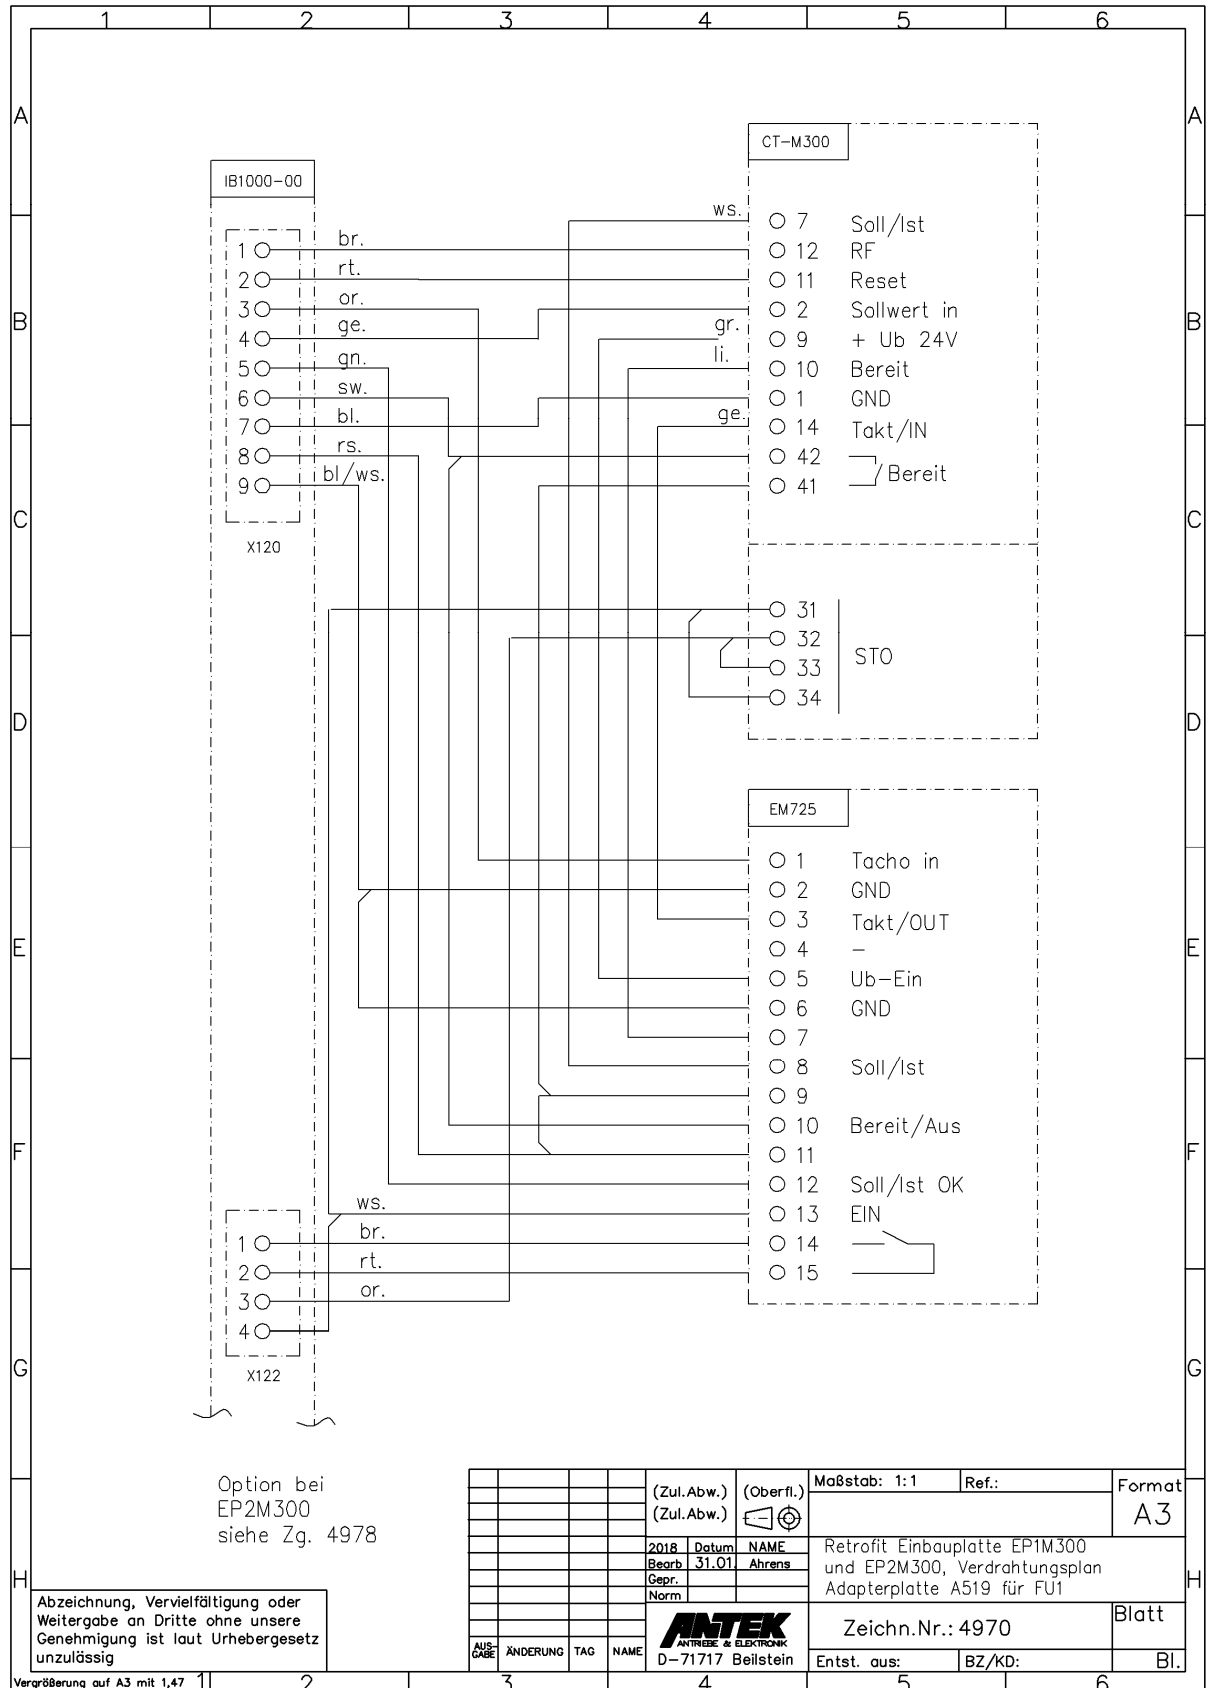 1 2 3 4 5 6
A A
CT-M300
IB1000-00
ws. 7 Soll/Ist
1 br. 12 RF
2 rt. 11 Reset
B 3 or. 2 Sollwert in B
4 ge. gr. 9 + Ub 24V
5 gn. li. 10 Bereit
6 sw. 1 GND
7 bl. ge. 14 Takt/IN
8 rs. 42
9 bl/ws. 41 Bereit
C C
X120
31
32
33 STO
34
D D
EM725
1 Tacho in
2 GND
3 Takt/OUT
E 4 – E
5 Ub-Ein
6 GND
7
8 Soll/Ist
9
F 10 Bereit/Aus F
11
12 Soll/Ist OK
ws. 13 EIN
1 br. 14
2 rt. 15
3 or.
4
G X122 G
Option bei
EP2M300
siehe Zg. 4978
(Zul.Abw.) (Oberfl.) Maßstab: 1:1 Ref.: Format
(Zul.Abw.) A3
2018 Datum NAME
Bearb 31.01. Ahrens
Gepr.
Norm
Retrofit Einbauplatte EP1M300
und EP2M300, Verdrahtungsplan
Adapterplatte A519 für FU1
H H
Abzeichnung, Vervielfältigung oder
Weitergabe an Dritte ohne unsere
Genehmigung ist laut Urhebergesetz
unzulässig
AUS-
GABE ÄNDERUNG TAG NAME
ANTEK
ANTRIEBE & ELEKTRONIK
D-71717 Beilstein
Zeichn.Nr.: 4970 Blatt
Entst. aus: BZ/KD: Bl.
Vergrößerung auf A3 mit 1,47 1 2 3 4 5 6